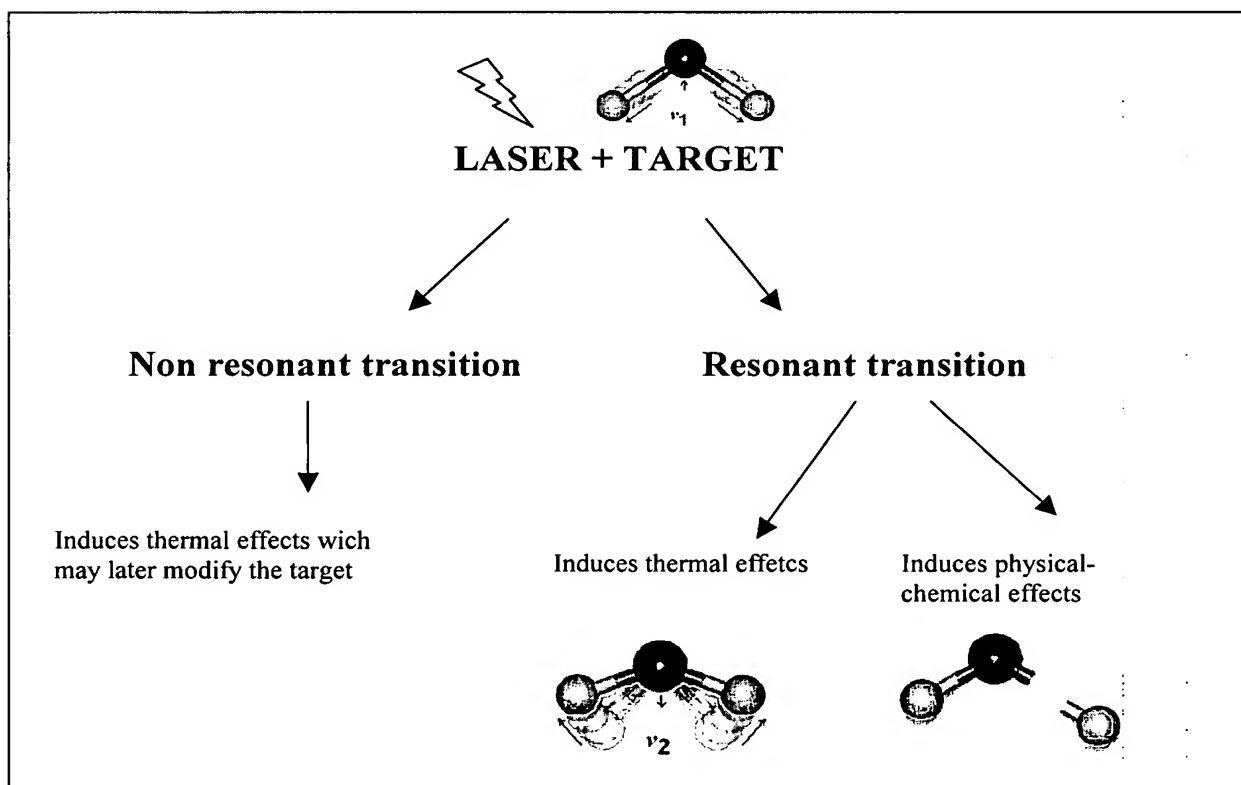 ν1
LASER + TARGET
Non resonant transition
Resonant transition
Induces thermal effects wich
may later modify the target
Induces thermal effetcs
Induces physical-
chemical effects
ν2